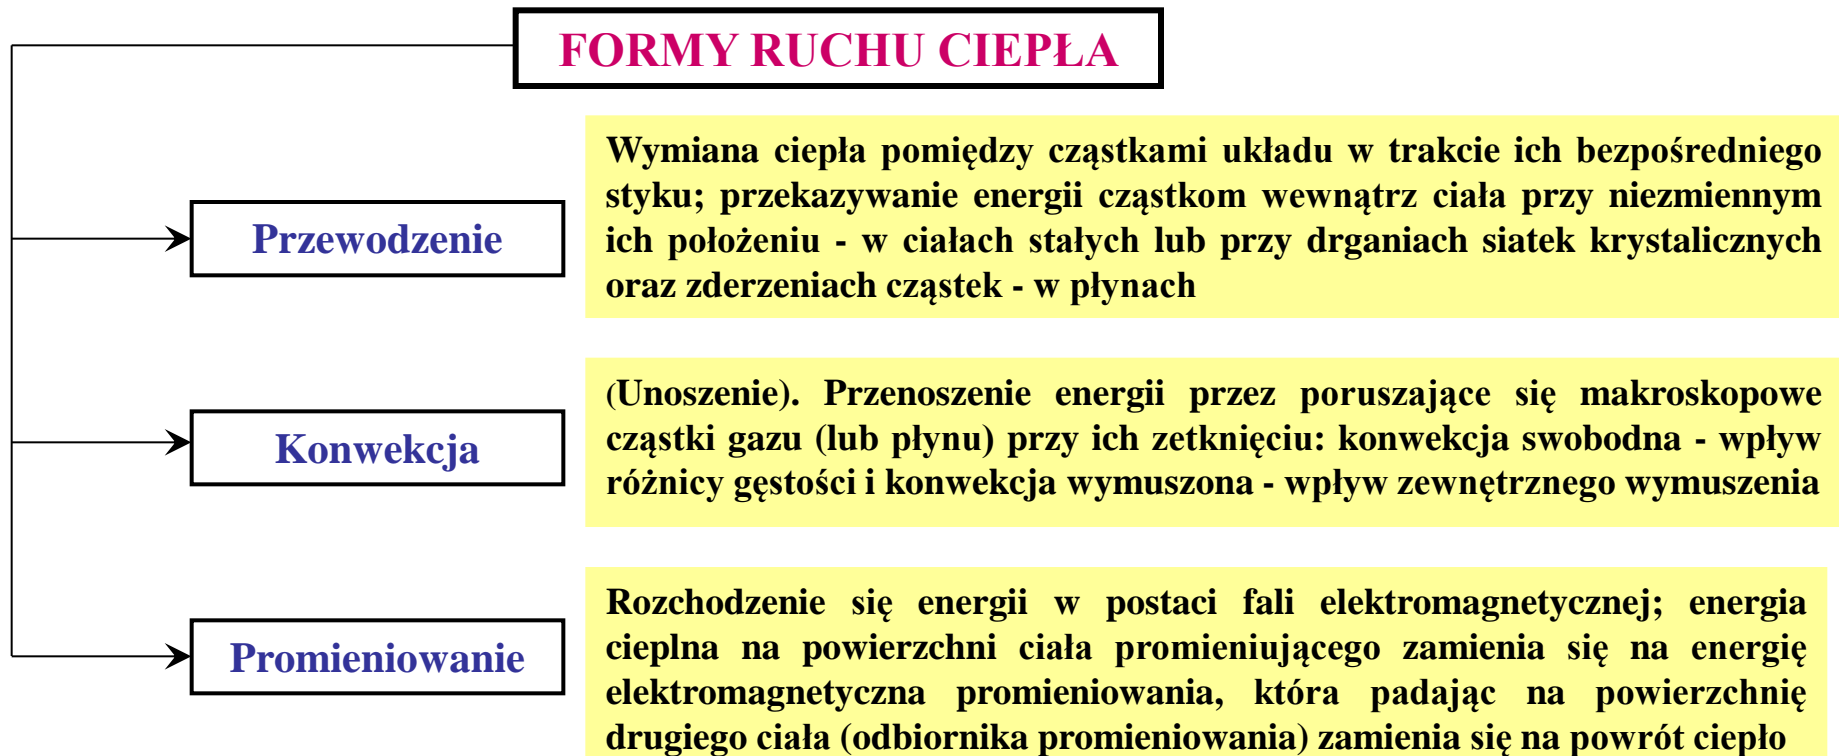 FORMY RUCHU CIEPŁA
Przewodzenie
Wymiana ciepła pomiędzy cząstkami układu w trakcie ich bezpośredniego
styku; przekazywanie energii cząstkom wewnątrz ciała przy niezmiennym
ich położeniu - w ciałach stałych lub przy drganiach siatek krystalicznych
oraz zderzeniach cząstek - w płynach
Konwekcja
(Unoszenie). Przenoszenie energii przez poruszające się makroskopowe
cząstki gazu (lub płynu) przy ich zetknięciu: konwekcja swobodna - wpływ
różnicy gęstości i konwekcja wymuszona - wpływ zewnętrznego wymuszenia
Promieniowanie
Rozchodzenie się energii w postaci fali elektromagnetycznej; energia
cieplna na powierzchni ciała promieniującego zamienia się na energię
elektromagnetyczna promieniowania, która padając na powierzchnię
drugiego ciała (odbiornika promieniowania) zamienia się na powrót ciepło